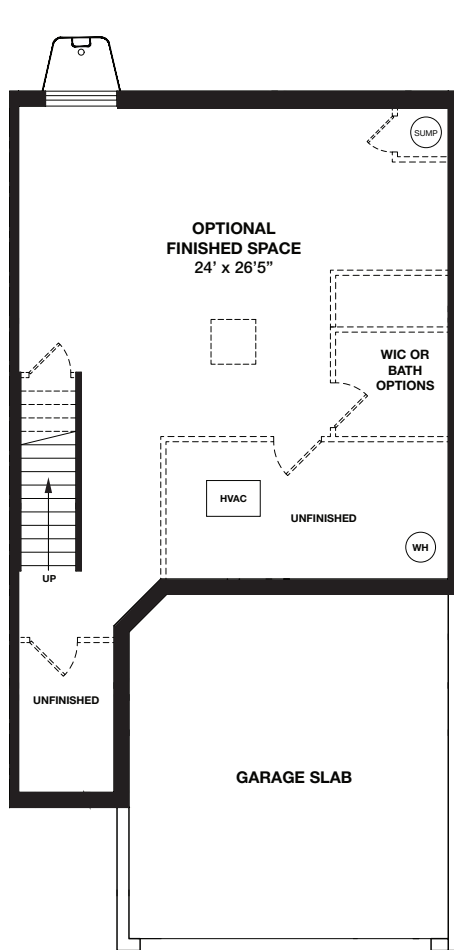 SUMP
OPTIONAL
FINISHED SPACE
24' x 26'5”
WIC OR
BATH
OPTIONS
HVAC
UNFINISHED
WH
UP
UNFINISHED
GARAGE SLAB